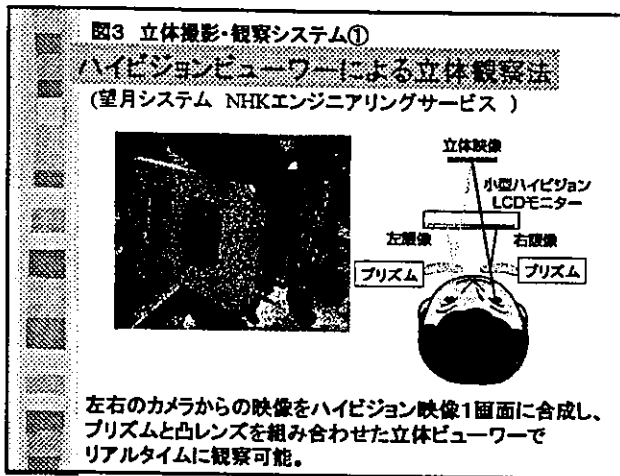 図3 立体撮影・観察システム①
ハイビジョンビューワーによる立体観察法
(望月システム NHKエンジニアリングサービス )
立体映像
小型ハイビジョン
LCDモニター
左眼像
右眼像
プリズム
プリズム
左右のカメラからの映像をハイビジョン映像1画面に合成し、
プリズムと凸レンズを組み合わせた立体ビューワーで
リアルタイムに観察可能。